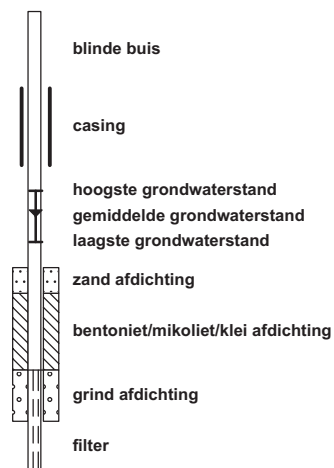 blinde buis
casing
hoogste grondwaterstand
gemiddelde grondwaterstand
laagste grondwaterstand
zand afdichting
bentoniet/mikoliet/klei afdichting
grind afdichting
filter